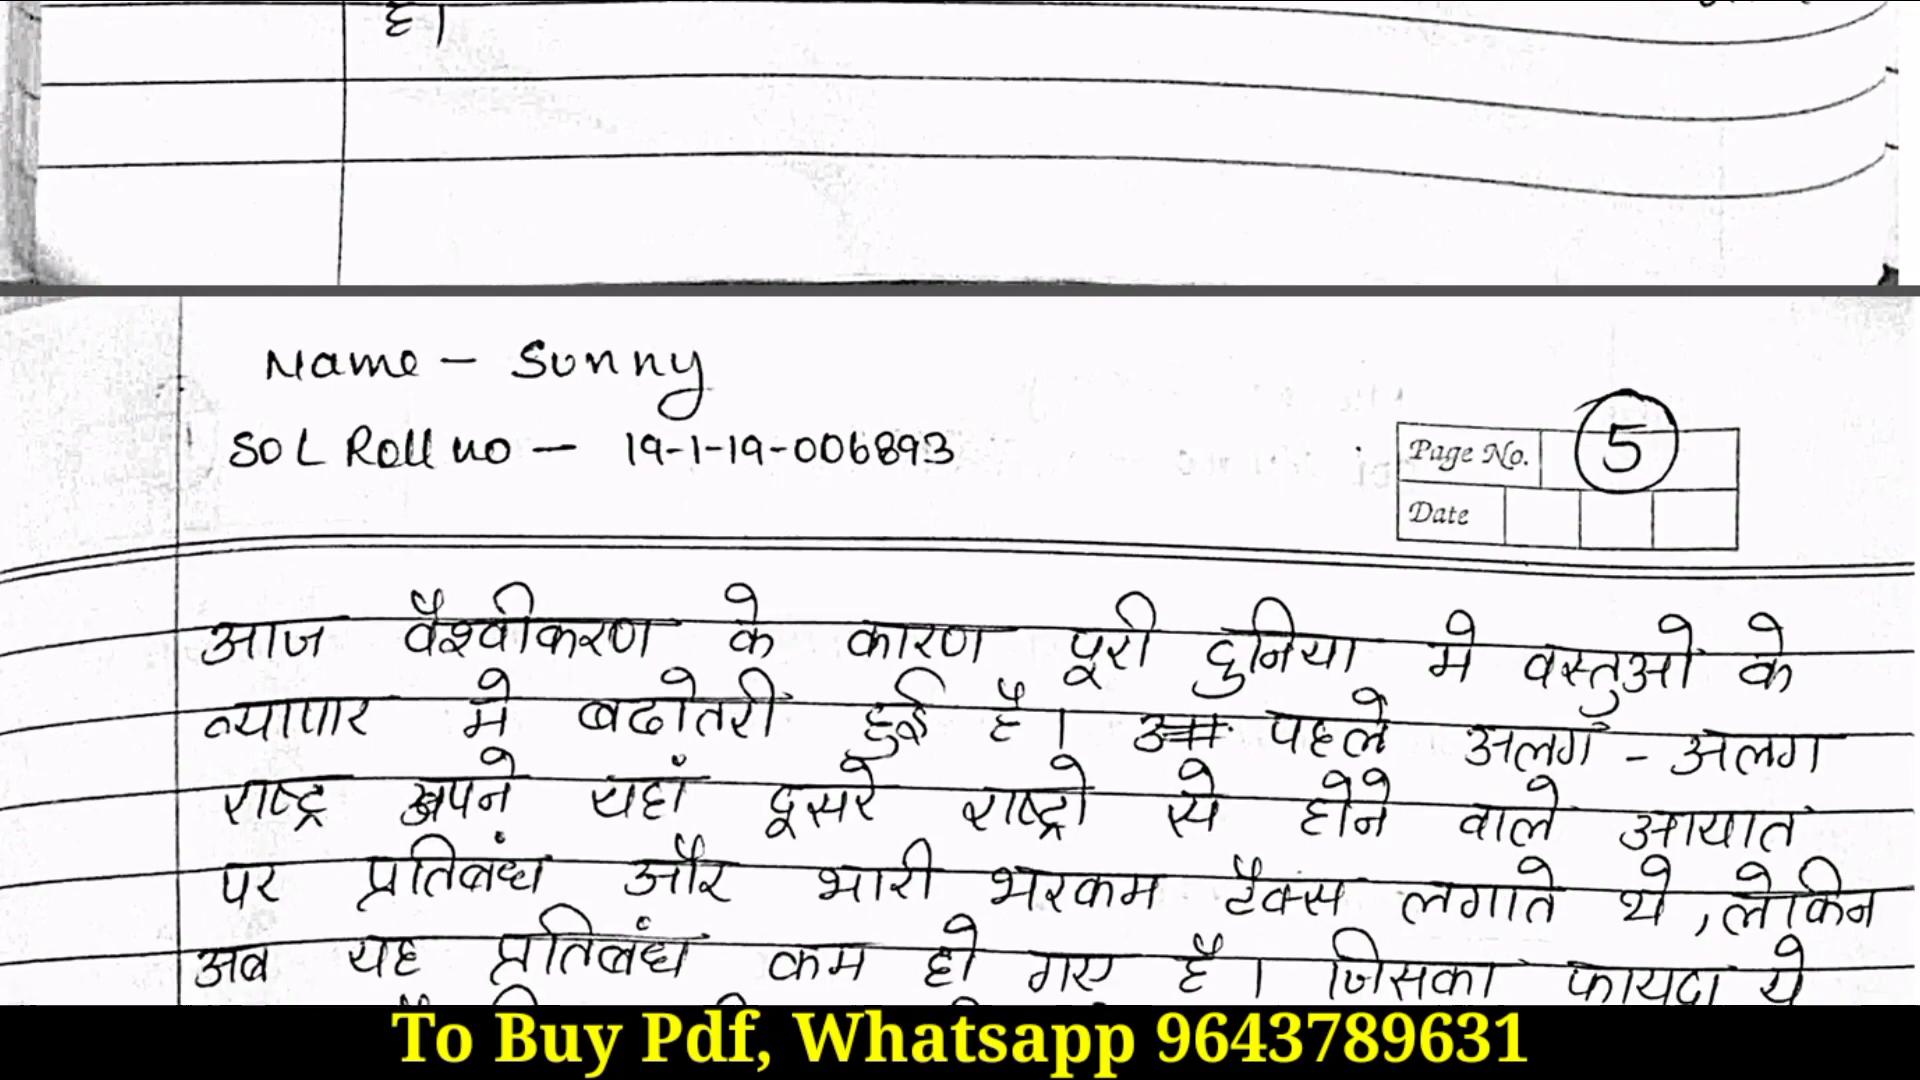 है।
Name - Sunny
SOL Roll no - 19-1-19-006893
Page No. 5
Date
आज वैश्वीकरण के कारण पूरी दुनिया मे वस्तुओ के
व्यापार मे बढोतरी हुई है। पहले अलग - अलग
राष्ट्र अपने यहां दूसरे राष्ट्रो से होने वाले आयात
पर प्रतिबंध और भारी भरकम टैक्स लगाते थे, लेकिन
अब यह प्रतिबंध कम हो गए है। जिसका फायदा ये
To Buy Pdf, Whatsapp 9643789631